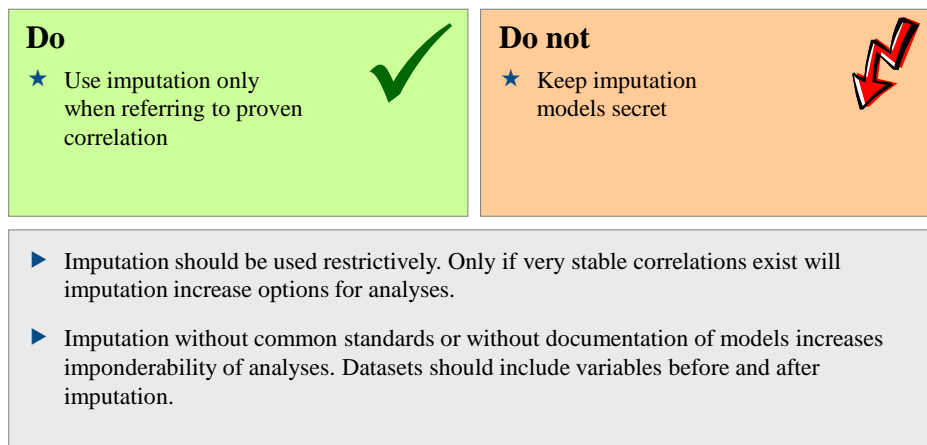 Do
★ Use imputation only
when referring to proven
correlation
Do not
★ Keep imputation
models secret
▶ Imputation should be used restrictively. Only if very stable correlations exist will
imputation increase options for analyses.
▶ Imputation without common standards or without documentation of models increases
imponderability of analyses. Datasets should include variables before and after
imputation.